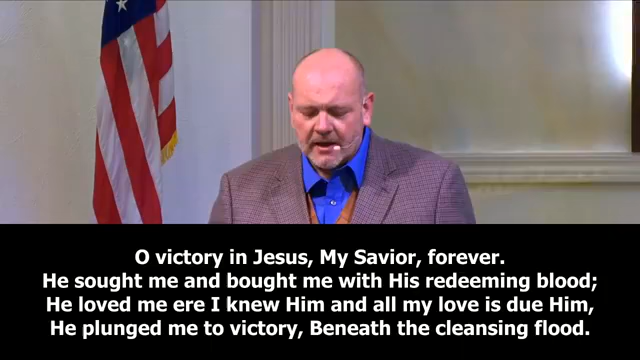 O victory in Jesus, My Savior, forever.
He sought me and bought me with His redeeming blood;
He loved me ere I knew Him and all my love is due Him,
He plunged me to victory, Beneath the cleansing flood.